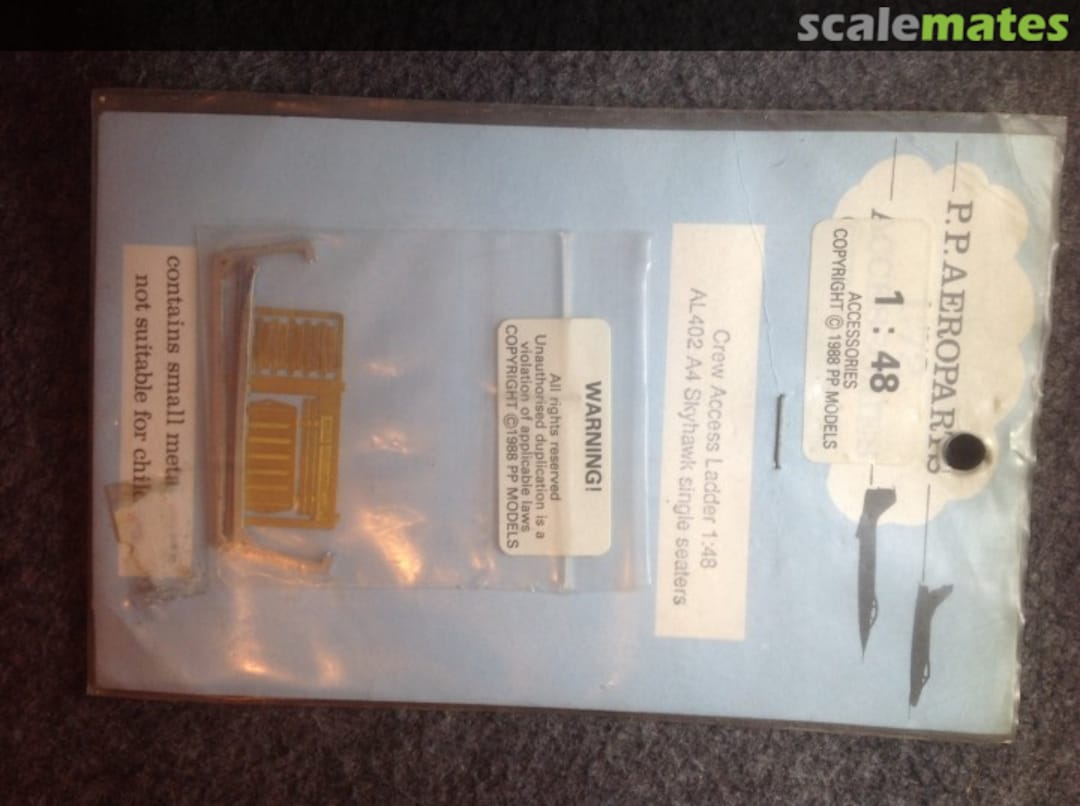 scalemates
P.P. AEROPARTS
1:48
ACCESSORIES
COPYRIGHT © 1988 PP MODELS
Crew Access Ladder 1:48
AL402 A4 Skyhawk single seaters
WARNING!
All rights reserved
Unauthorised duplication is a
violation of applicable laws
COPYRIGHT ©1988 PP MODELS
contains small meta
not suitable for chil